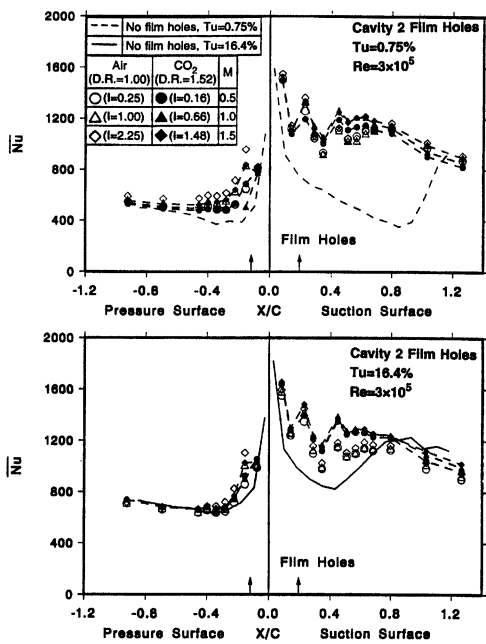 2000
1600
1200
800
400
0
Nu
No film holes, Tu=0.75%
No film holes, Tu=16.4%
Air
(D.R.=1.00)
CO2
(D.R.=1.52)
M
(I=0.25) (I=0.16) 0.5
(I=1.00) (I=0.66) 1.0
(I=2.25) (I=1.48) 1.5
Cavity 2 Film Holes
Tu=0.75%
Re=3×10⁵
Film Holes
-1.2 -0.8 -0.4 0.0 0.4 0.8 1.2
Pressure Surface X/C Suction Surface
2000
1600
1200
800
400
0
Nu
Cavity 2 Film Holes
Tu=16.4%
Re=3×10⁵
Film Holes
-1.2 -0.8 -0.4 0.0 0.4 0.8 1.2
Pressure Surface X/C Suction Surface